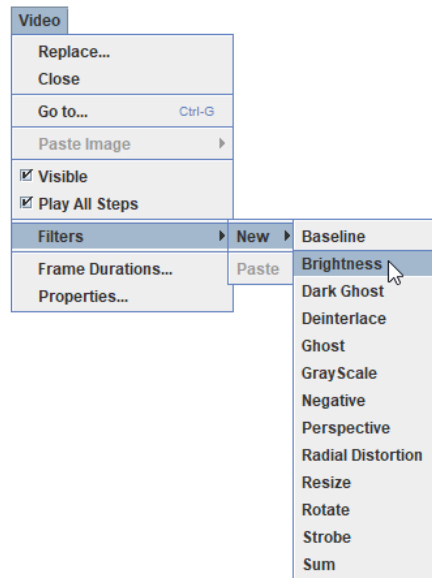 Video
Replace...
Close
Go to... Ctrl-G
Paste Image
Visible
Play All Steps
Filters
Frame Durations...
Properties...
New
Paste
Baseline
Brightness
Dark Ghost
Deinterlace
Ghost
GrayScale
Negative
Perspective
Radial Distortion
Resize
Rotate
Strobe
Sum